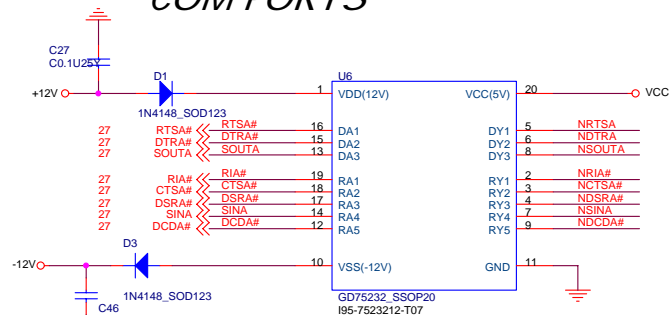 COM PORTS
C27
C0.1U25Y
+12V
D1
1N4148_SOD123
U6
1 VDD(12V) VCC(5V) 20 VCC
27 RTSA# RTSA# 16 DA1 DY1 5 NRTSA
27 DTRA# DTRA# 15 DA2 DY2 6 NDTRA
27 SOUTA SOUTA 13 DA3 DY3 8 NSOUTA
27 RIA# RIA# 19 RA1 RY1 2 NRIA#
27 CTSA# CTSA# 18 RA2 RY2 3 NCTSA#
27 DSRA# DSRA# 17 RA3 RY3 4 NDSRA#
27 SINA SINA 14 RA4 RY4 7 NSINA
27 DCDA# DCDA# 12 RA5 RY5 9 NDCDA#
-12V
D3
10 VSS(-12V) GND 11
1N4148_SOD123
C46
GD75232_SSOP20
I95-7523212-T07